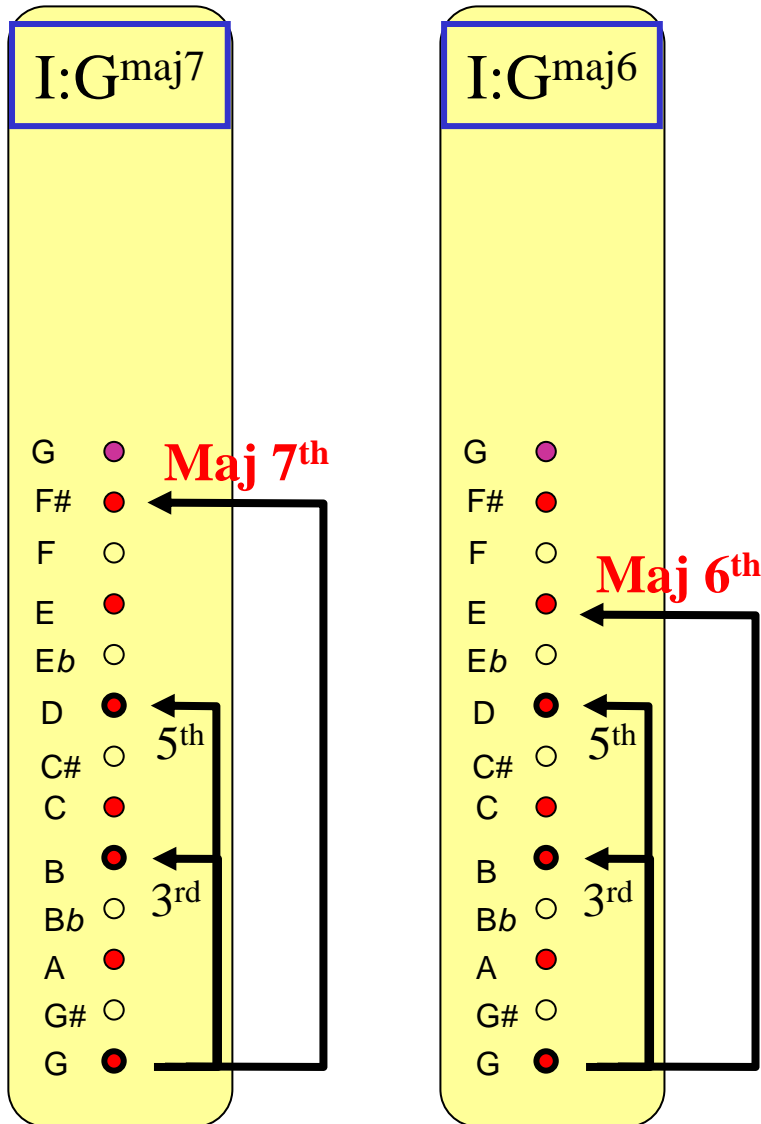 I:Gmaj7
G
Maj 7th
F#
F
E
Eb
D
5th
C#
C
B
3rd
Bb
A
G#
G
I:Gmaj6
G
F#
F
Maj 6th
E
Eb
D
5th
C#
C
B
3rd
Bb
A
G#
G